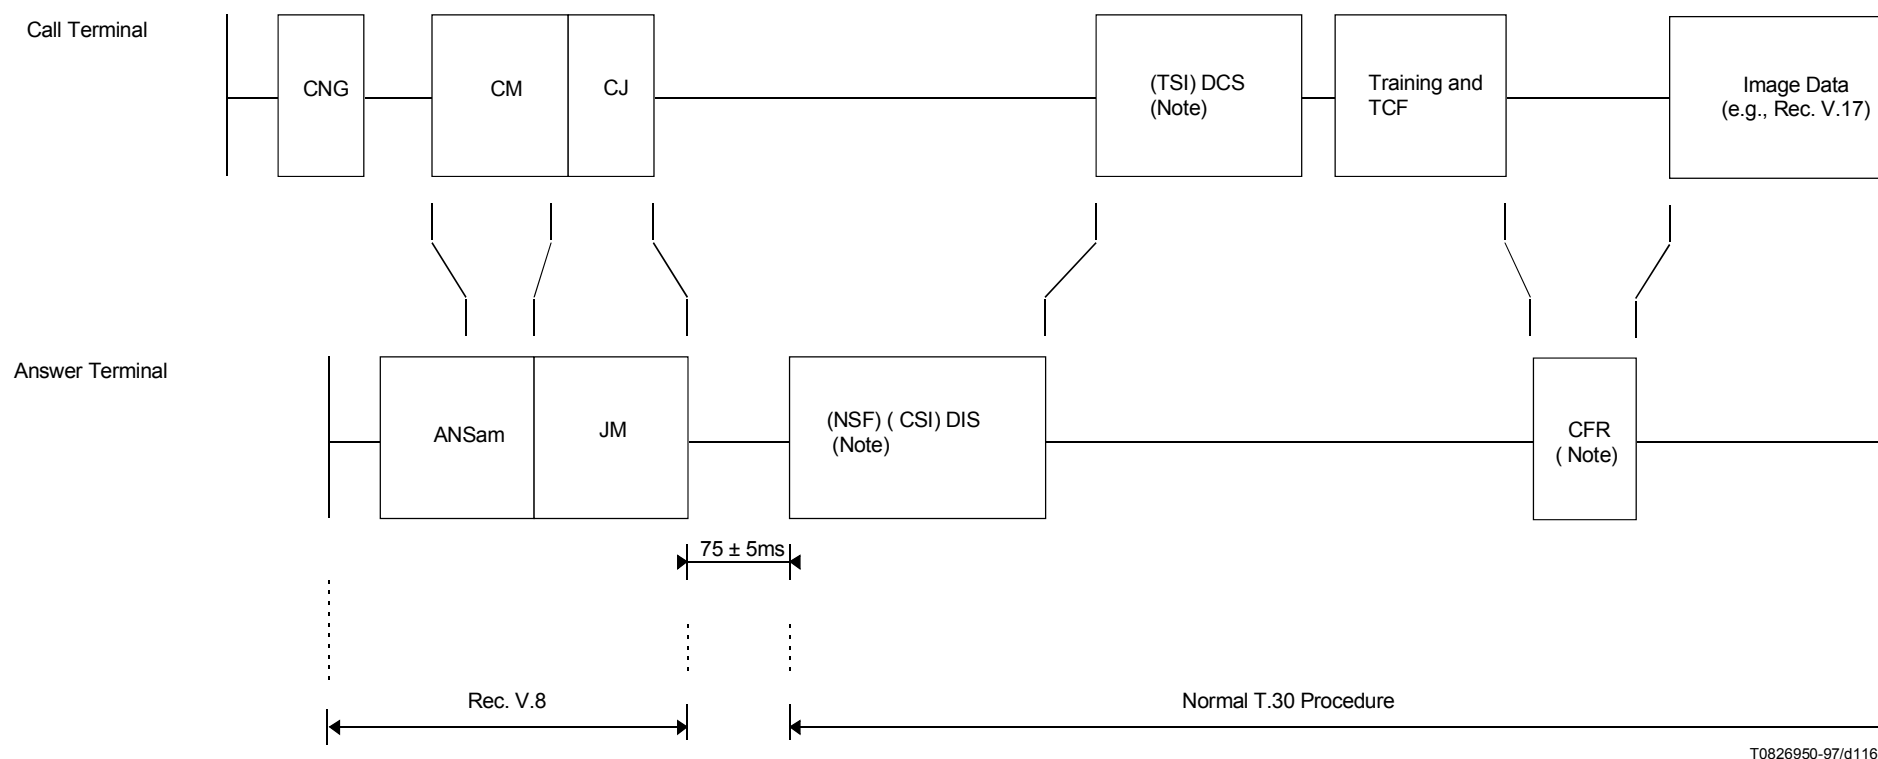 Call Terminal
CNG
CM
CJ
(TSI) DCS
(Note)
Training and
TCF
Image Data
(e.g., Rec. V.17)
Answer Terminal
ANSam
JM
(NSF) ( CSI) DIS
(Note)
CFR
( Note)
75 ± 5ms
Rec. V.8
Normal T.30 Procedure
T0826950-97/d116